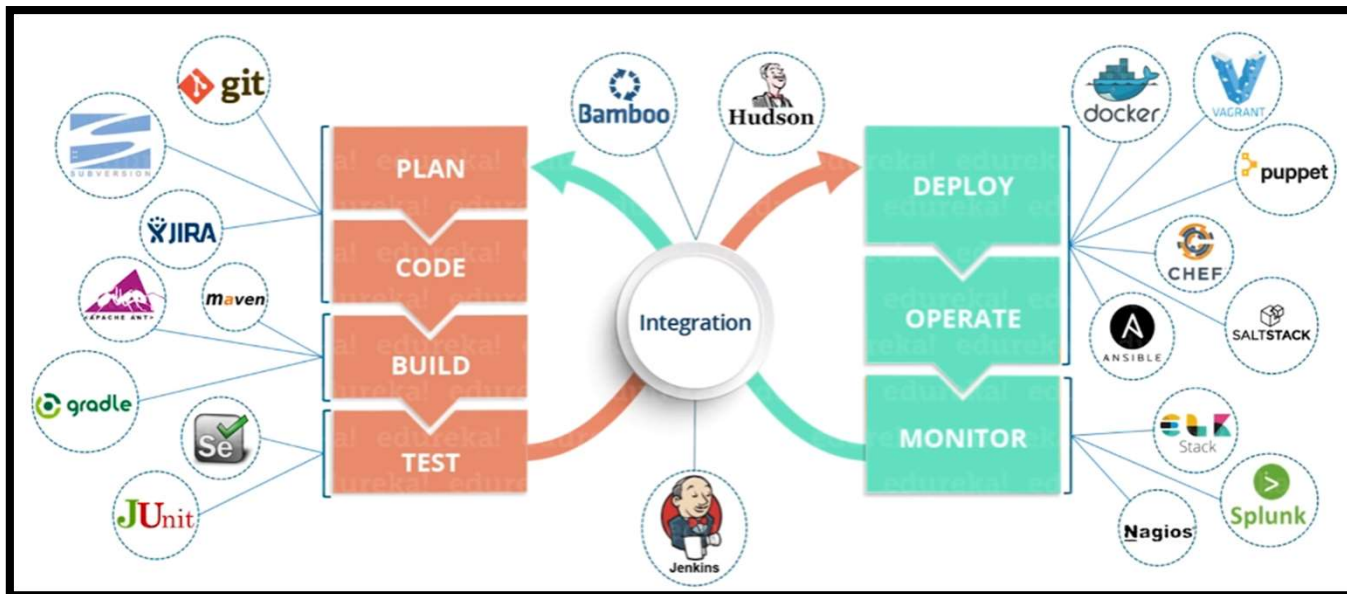 git
SUBVERSION
JIRA
APACHE ANT
maven
gradle
Se
JUnit
PLAN
CODE
BUILD
TEST
edureka!
Bamboo
Hudson
Integration
Jenkins
DEPLOY
OPERATE
MONITOR
docker
VAGRANT
puppet
CHEF
SALTSTACK
A
ANSIBLE
ELK
Stack
Splunk
Nagios